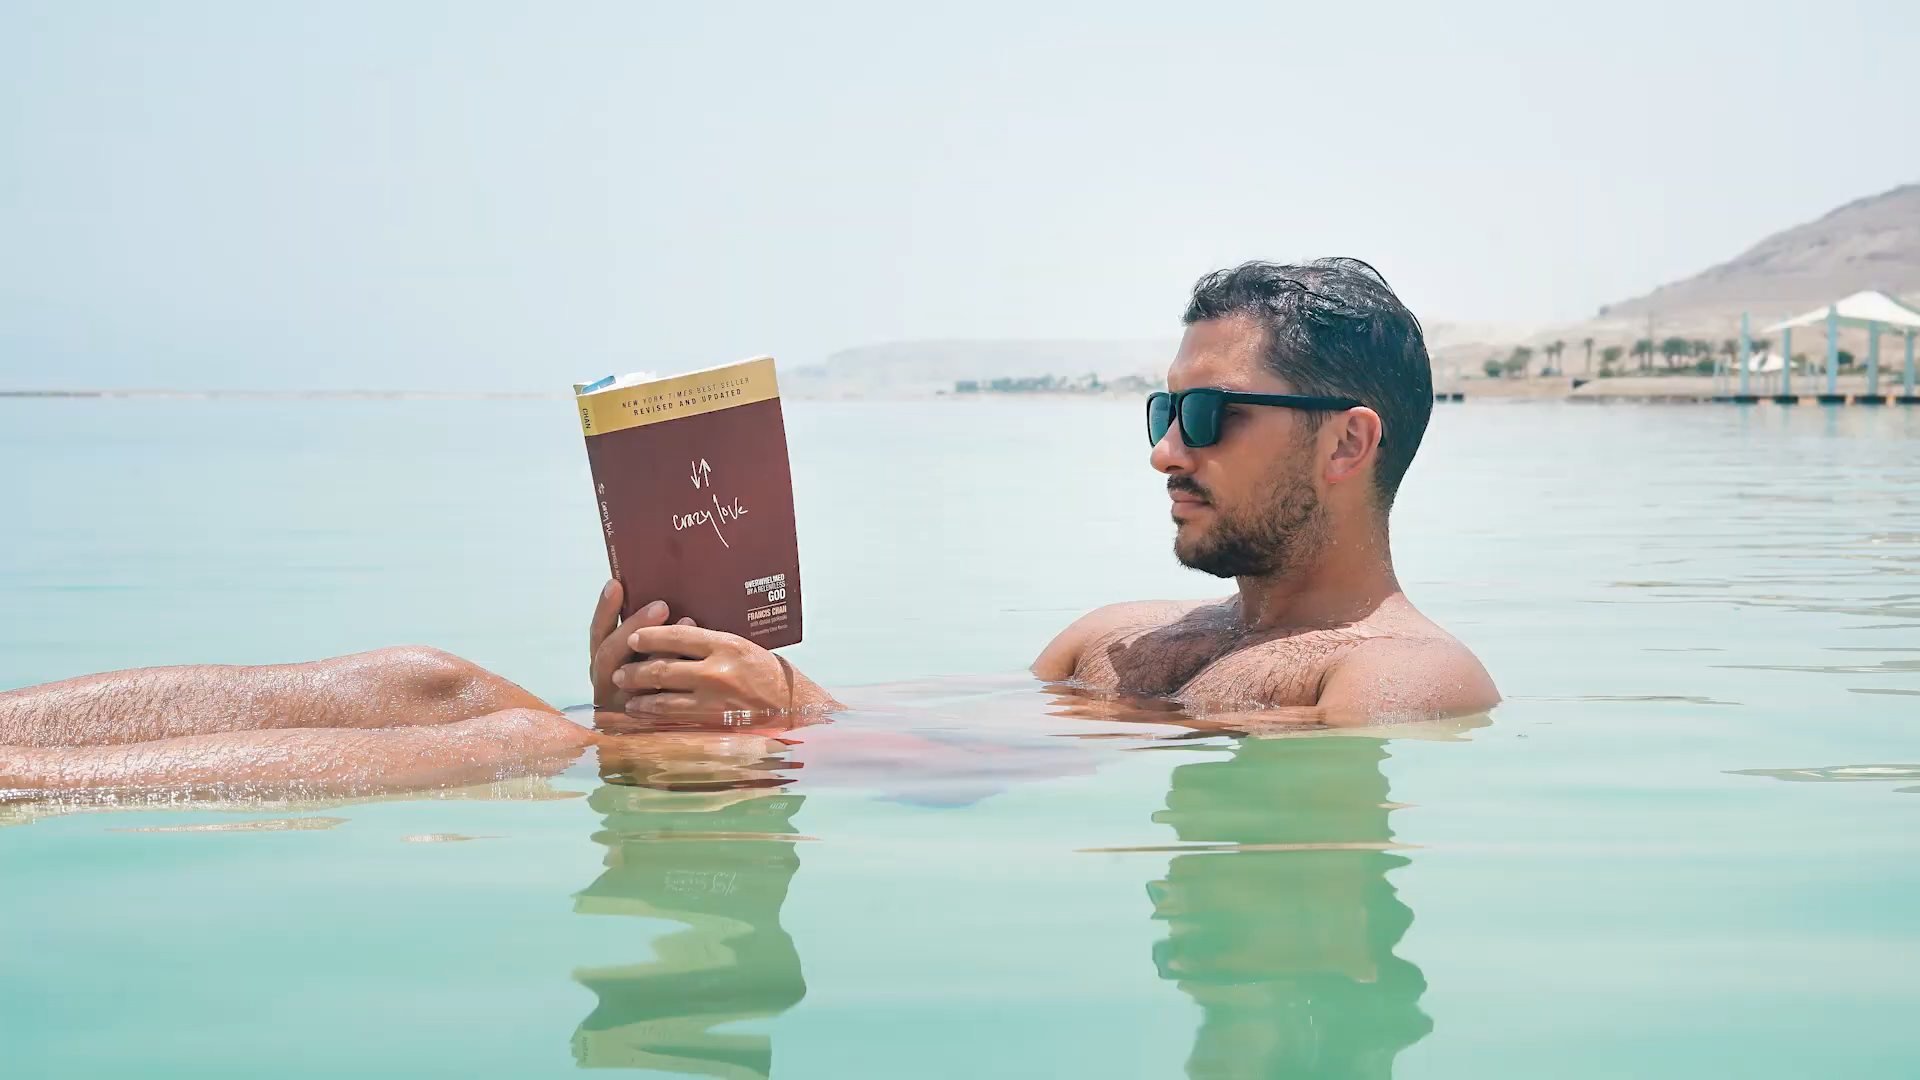 NEW YORK TIMES BEST SELLER
REVISED AND UPDATED
CHAN
crazy love
crazy love
OVERWHELMED
BY A RELENTLESS
GOD
FRANCIS CHAN